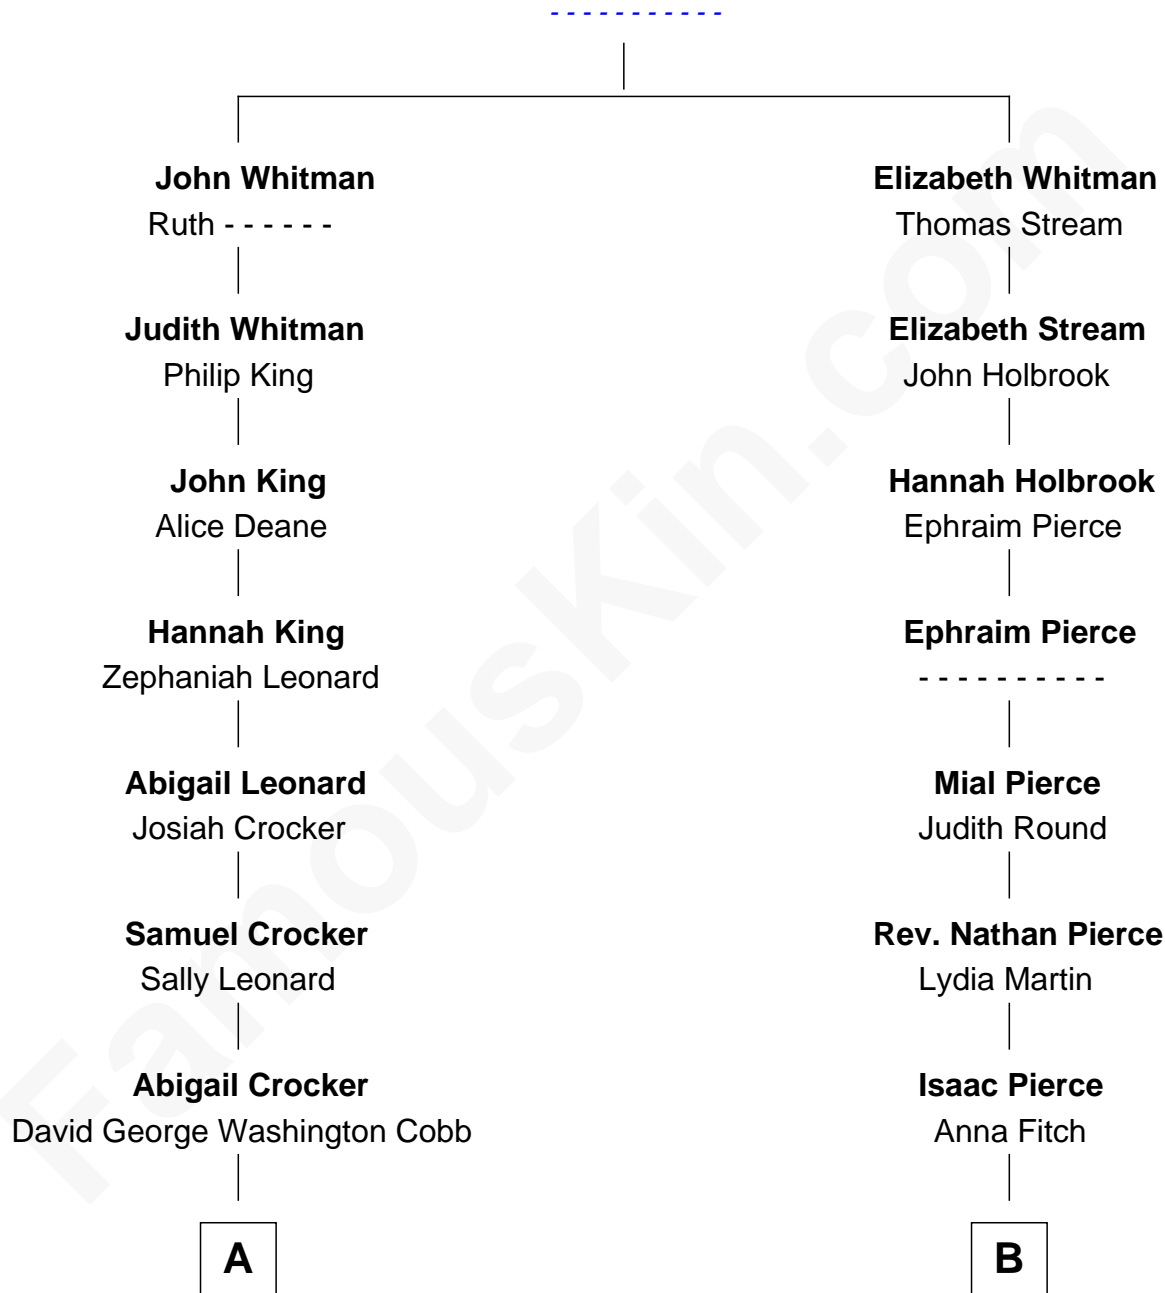 - - - - - - - - - - -
John Whitman
Ruth - - - - - -
Judith Whitman
Philip King
John King
Alice Deane
Hannah King
Zephaniah Leonard
Abigail Leonard
Josiah Crocker
Samuel Crocker
Sally Leonard
Abigail Crocker
David George Washington Cobb
A
Elizabeth Whitman
Thomas Stream
Elizabeth Stream
John Holbrook
Hannah Holbrook
Ephraim Pierce
Ephraim Pierce
- - - - - - - - - -
Mial Pierce
Judith Round
Rev. Nathan Pierce
Lydia Martin
Isaac Pierce
Anna Fitch
B
FamousKin.com